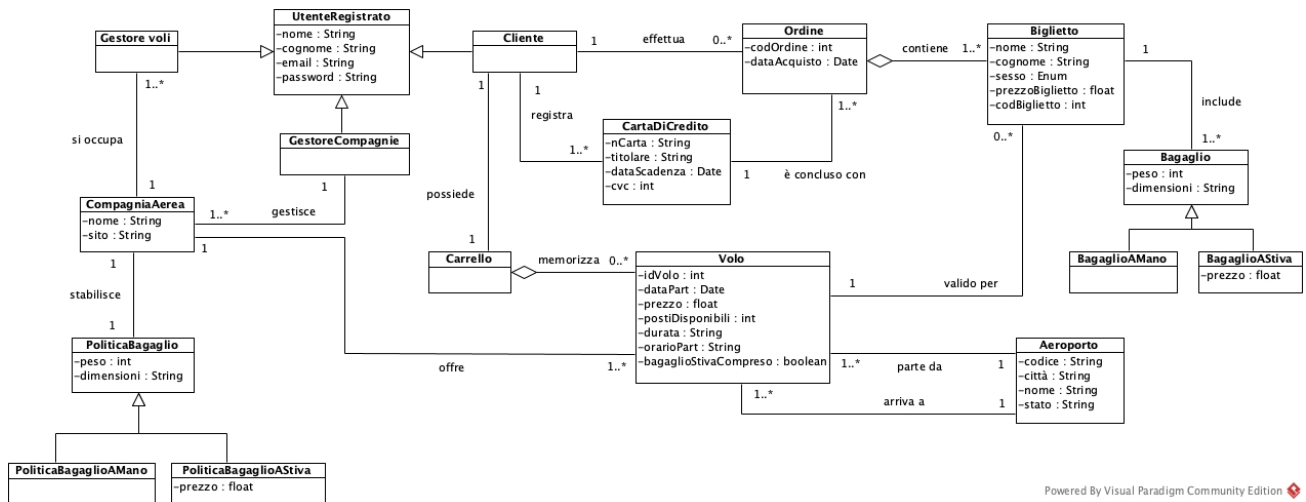 UtenteRegistrato
-nome : String
-cognome : String
-email : String
-password : String
Gestore voli
Cliente
1
effettua
0..*
Ordine
-codOrdine : int
-dataAcquisto : Date
contiene
1..*
Biglietto
-nome : String
-cognome : String
-sesso : Enum
-prezzoBiglietto : float
-codBiglietto : int
1
include
1..*
1..*
si occupa
1
GestoreCompagnie
1
gestisce
1..*
1
registra
1..*
CartaDiCredito
-nCarta : String
-titolare : String
-dataScadenza : Date
-cvc : int
1..*
1
è concluso con
0..*
Bagaglio
-peso : int
-dimensioni : String
BagaglioAMano
BagaglioAStiva
-prezzo : float
1
possiede
1
CompagniaAerea
-nome : String
-sito : String
1
1
stabilisce
1
Carrello
memorizza
0..*
Volo
-idVolo : int
-dataPart : Date
-prezzo : float
-postiDisponibili : int
-durata : String
-orarioPart : String
-bagaglioStivaCompreso : boolean
1
valido per
offre
1..*
1..*
parte da
1
1..*
arriva a
1
Aeroporto
-codice : String
-città : String
-nome : String
-stato : String
PoliticaBagaglio
-peso : int
-dimensioni : String
PoliticaBagaglioAMano
PoliticaBagaglioAStiva
-prezzo : float
Powered By Visual Paradigm Community Edition